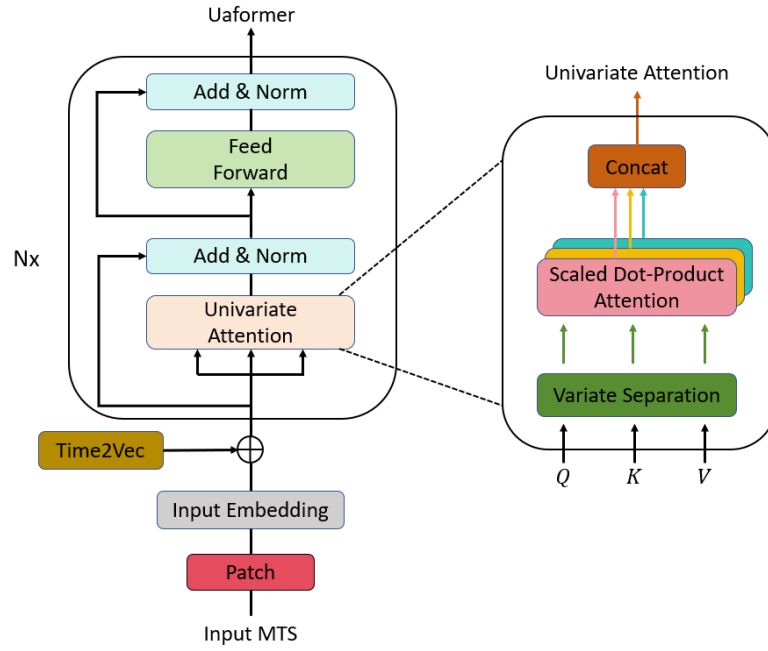 Uaformer
Add & Norm
Feed
Forward
Nx
Add & Norm
Univariate
Attention
Time2Vec
Input Embedding
Patch
Input MTS
Univariate Attention
Concat
Scaled Dot-Product
Attention
Variate Separation
Q K V